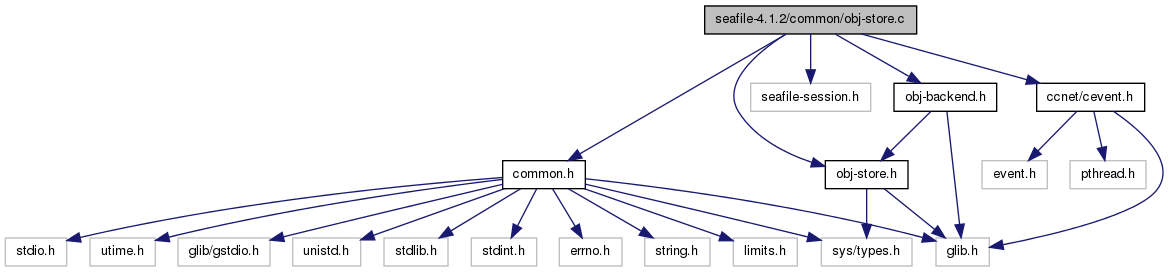 seafile-4.1.2/common/obj-store.c
seafile-session.h
obj-backend.h
ccnet/cevent.h
common.h
obj-store.h
event.h
pthread.h
stdio.h
utime.h
glib/gstdio.h
unistd.h
stdlib.h
stdint.h
errno.h
string.h
limits.h
sys/types.h
glib.h